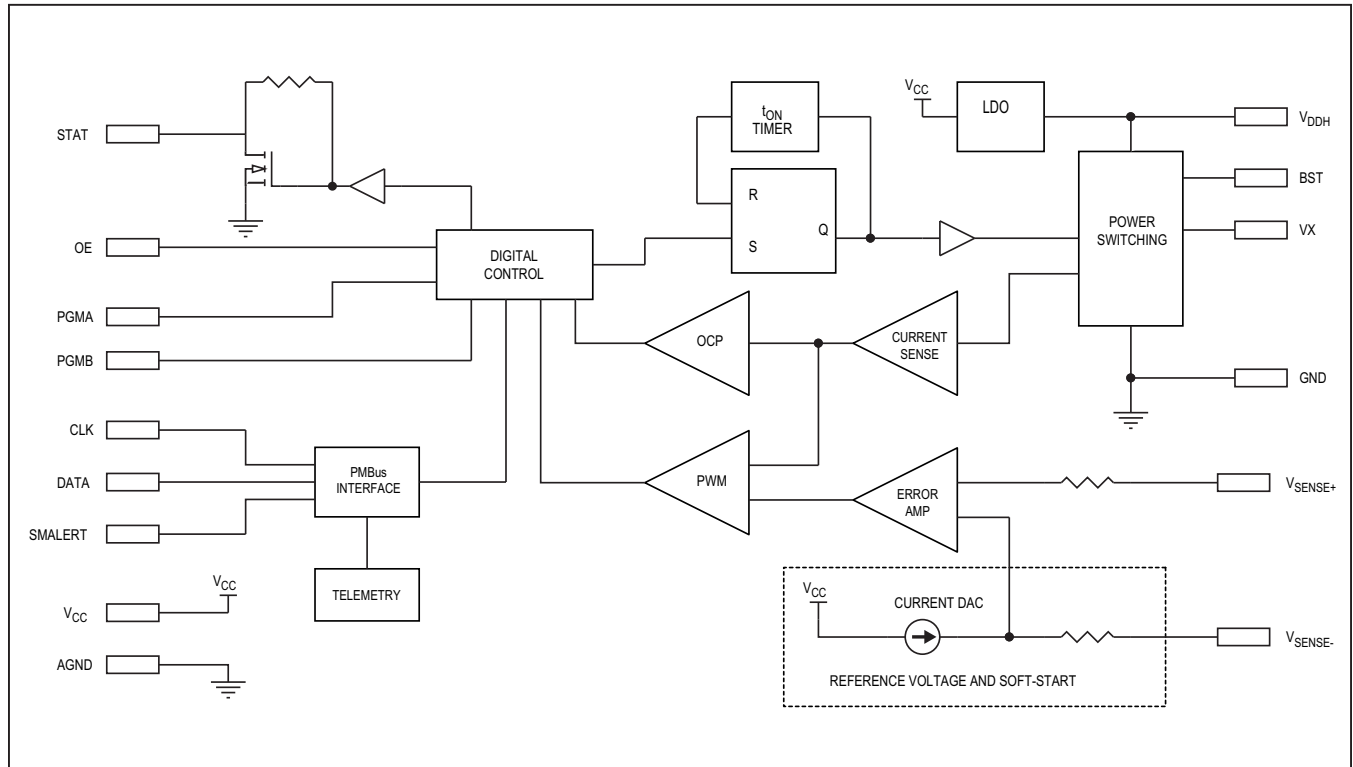 STAT
OE
PGMA
PGMB
CLK
DATA
SMALERT
VCC
AGND
VCC
DIGITAL
CONTROL
PMBus
INTERFACE
TELEMETRY
tON
TIMER
R
S
Q
VCC
LDO
POWER
SWITCHING
OCP
CURRENT
SENSE
PWM
ERROR
AMP
VCC
CURRENT DAC
REFERENCE VOLTAGE AND SOFT-START
VDDH
BST
VX
GND
VSENSE+
VSENSE-